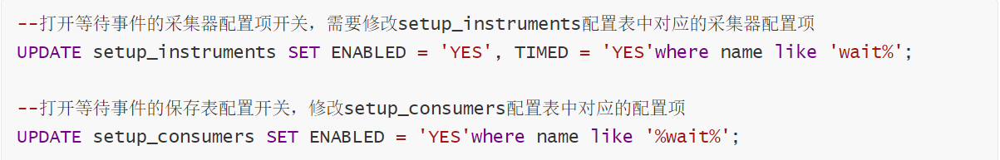 --打开等待事件的采集器配置项开关，需要修改setup_instruments配置表中对应的采集器配置项
UPDATE setup_instruments SET ENABLED = 'YES', TIMED = 'YES'where name like 'wait%';
--打开等待事件的保存表配置开关，修改setup_consumers配置表中对应的配置项
UPDATE setup_consumers SET ENABLED = 'YES'where name like '%wait%';